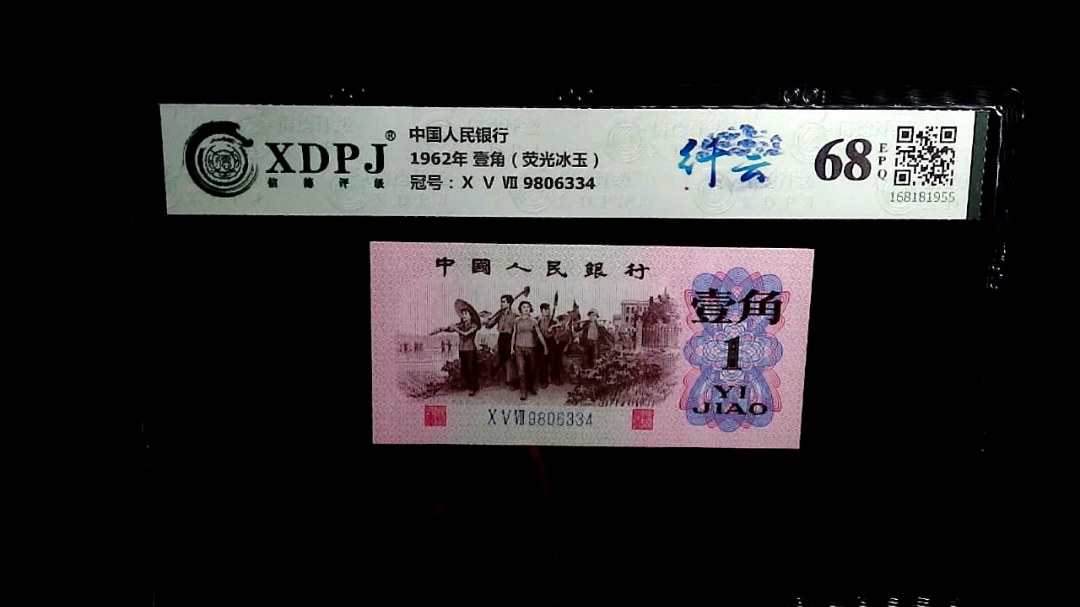 XDPJ®
信德评级
中国人民银行
1962年 壹角（荧光冰玉）
冠号：X V Ⅶ 9806334
纤云
68
EPQ
168181955
中國人民銀行
壹角
1
YI
JIAO
X V Ⅶ 9806334